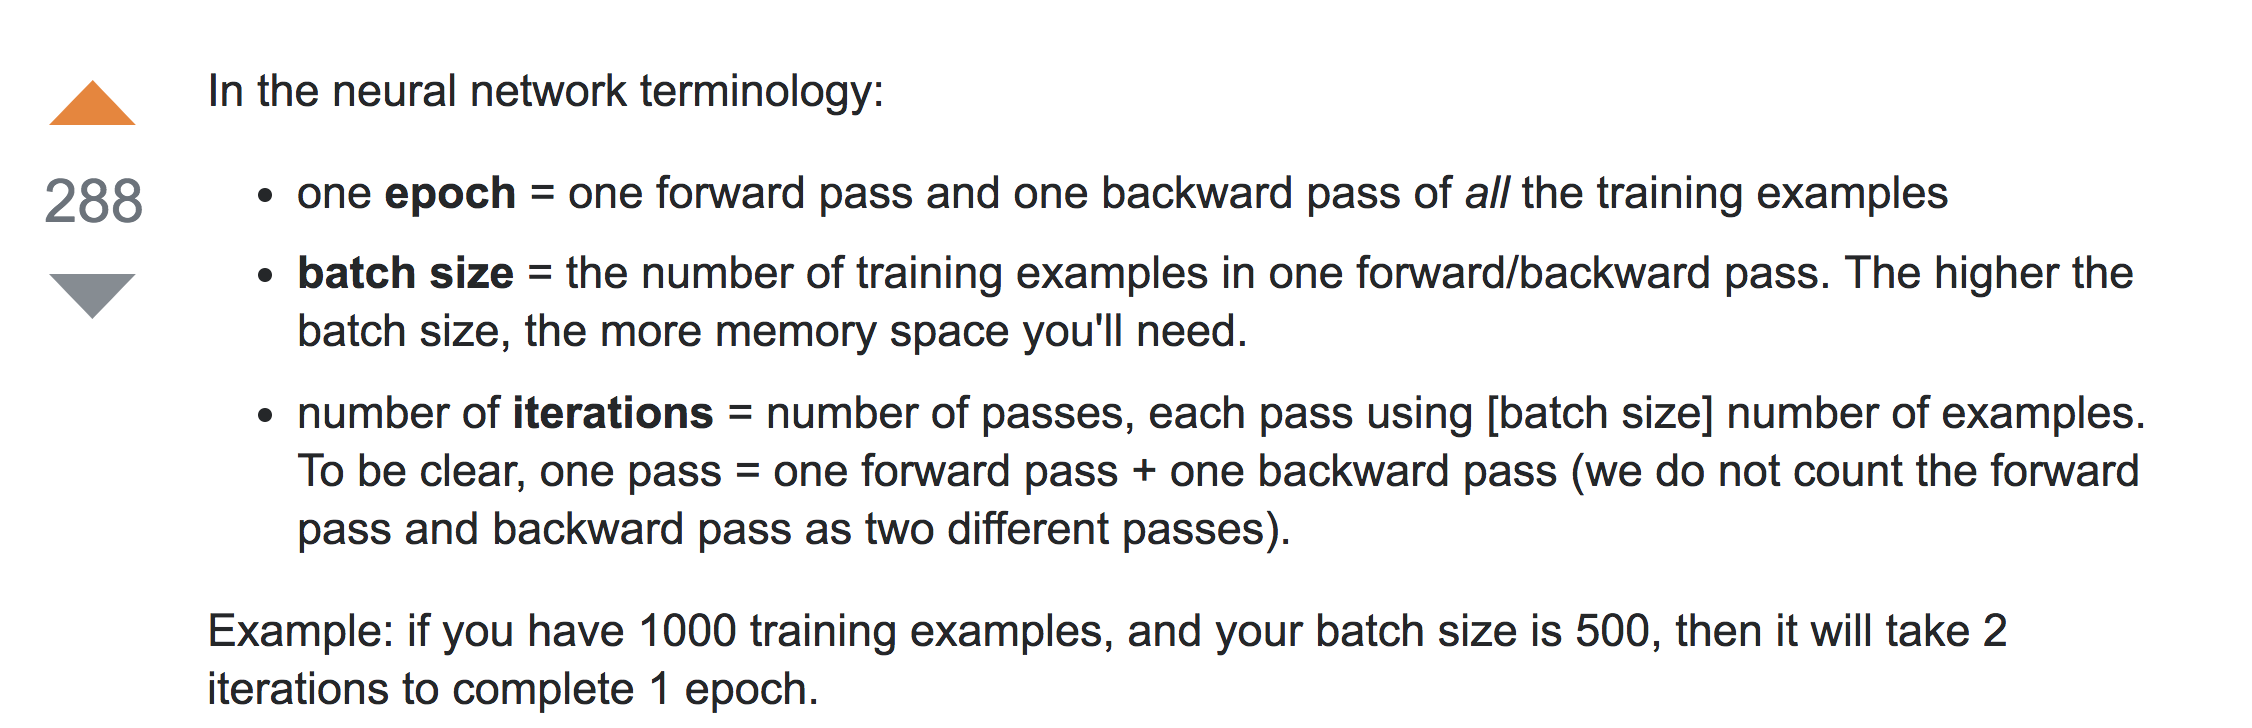 In the neural network terminology:
288
• one epoch = one forward pass and one backward pass of all the training examples
• batch size = the number of training examples in one forward/backward pass. The higher the
batch size, the more memory space you'll need.
• number of iterations = number of passes, each pass using [batch size] number of examples.
To be clear, one pass = one forward pass + one backward pass (we do not count the forward
pass and backward pass as two different passes).
Example: if you have 1000 training examples, and your batch size is 500, then it will take 2
iterations to complete 1 epoch.